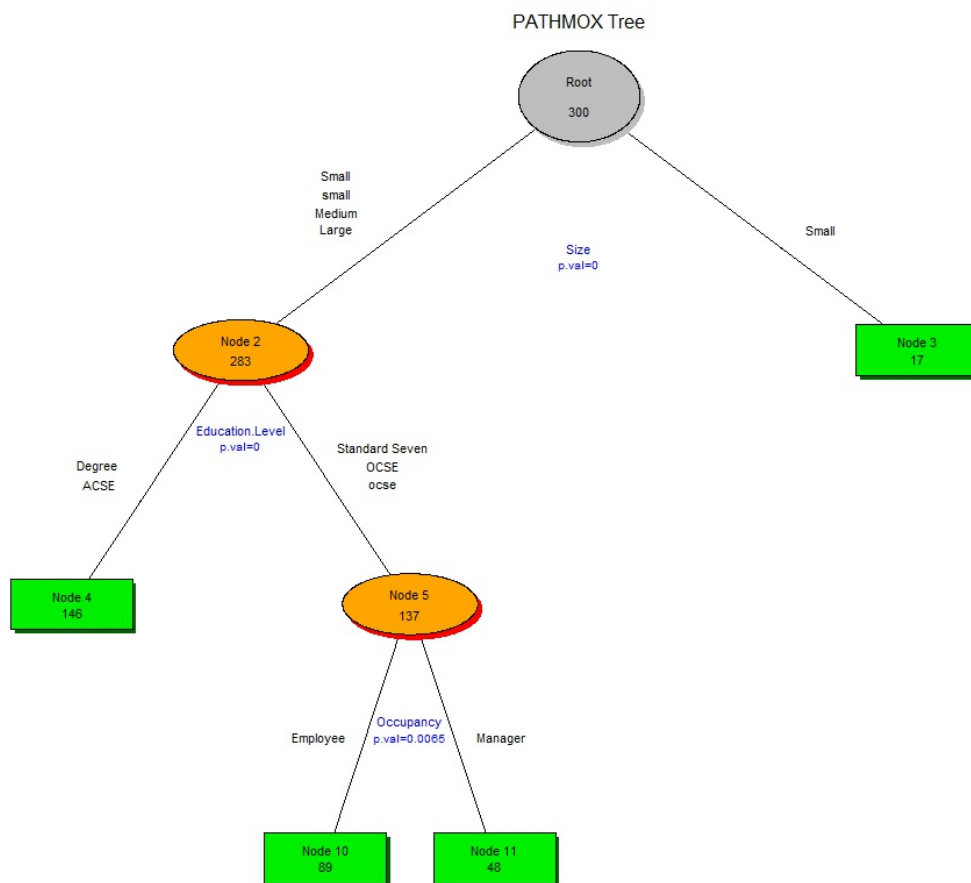 PATHMOX Tree
Root
300
Small
small
Medium
Large
Size
p.val=0
Small
Node 2
283
Node 3
17
Education.Level
p.val=0
Degree
ACSE
Standard Seven
OCSE
ocse
Node 4
146
Node 5
137
Employee
Occupancy
p.val=0.0065
Manager
Node 10
89
Node 11
48